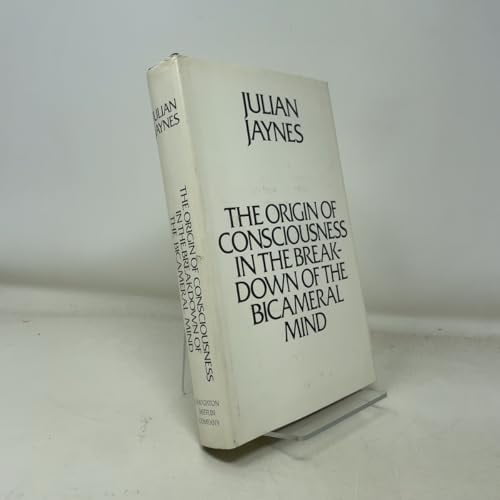 JULIAN
JAYNES
THE ORIGIN OF
CONSCIOUSNESS
IN THE BREAK-
DOWN OF THE
BICAMERAL
MIND
JULIAN
JAYNES
THE ORIGIN OF CONSCIOUSNESS
IN THE BREAKDOWN OF
THE BICAMERAL MIND
HOUGHTON
MIFFLIN
COMPANY